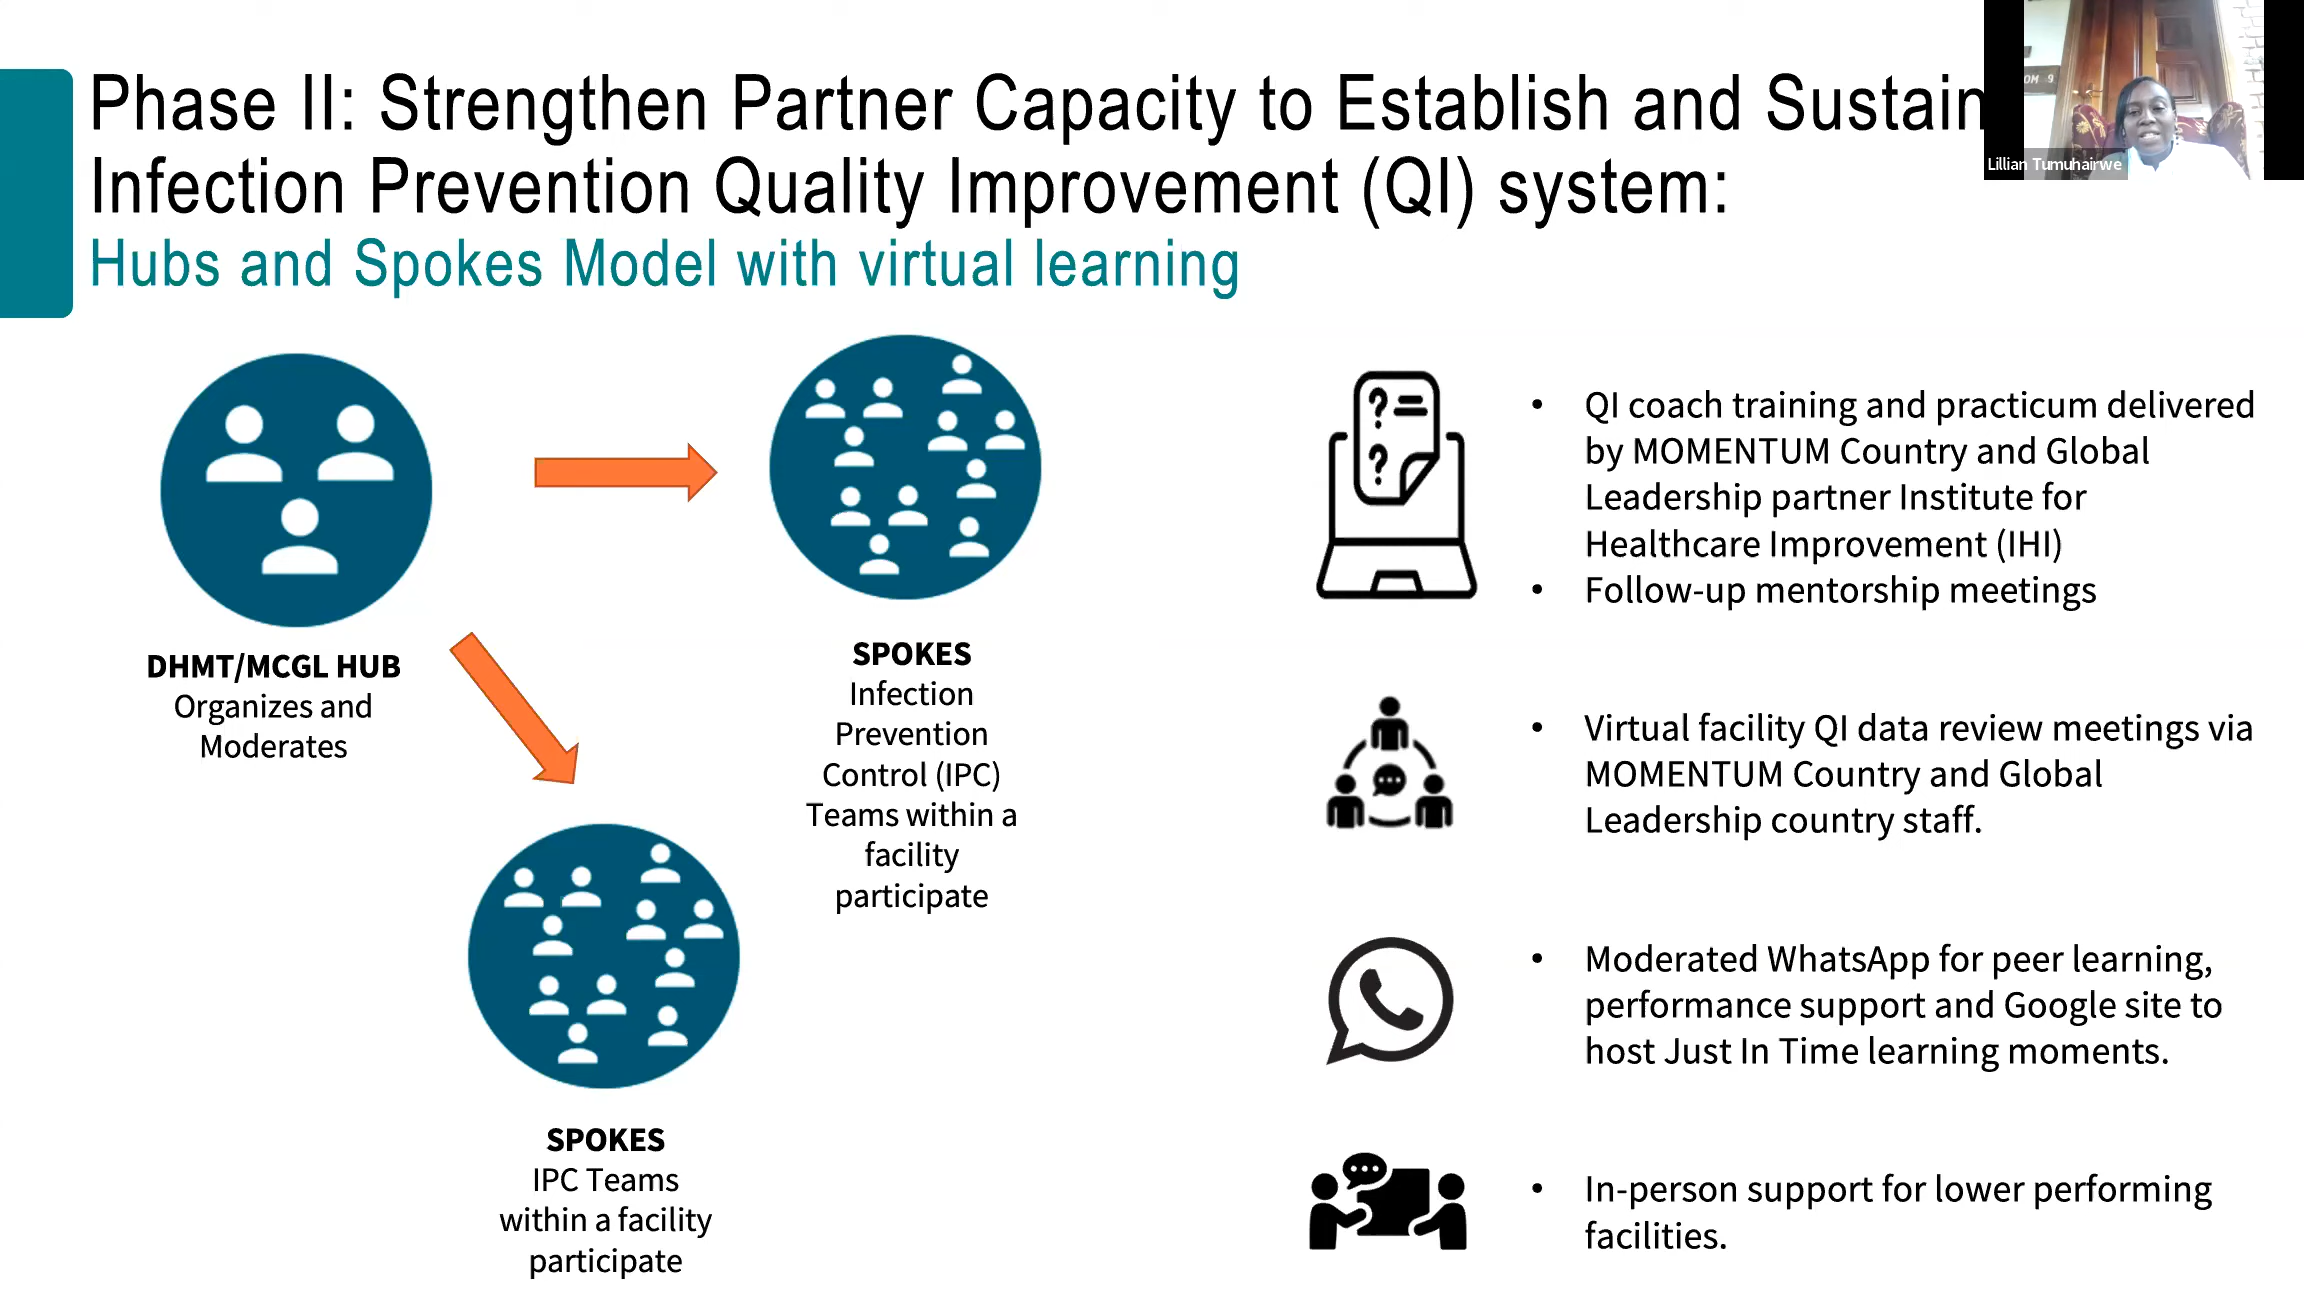 Phase II: Strengthen Partner Capacity to Establish and Sustain
Infection Prevention Quality Improvement (QI) system:
Hubs and Spokes Model with virtual learning
OM 9
Lillian Tumuhairwe
DHMT/MCGL HUB
Organizes and
Moderates
SPOKES
Infection
Prevention
Control (IPC)
Teams within a
facility
participate
SPOKES
IPC Teams
within a facility
participate
• QI coach training and practicum delivered
by MOMENTUM Country and Global
Leadership partner Institute for
Healthcare Improvement (IHI)
• Follow-up mentorship meetings
• Virtual facility QI data review meetings via
MOMENTUM Country and Global
Leadership country staff.
• Moderated WhatsApp for peer learning,
performance support and Google site to
host Just In Time learning moments.
• In-person support for lower performing
facilities.